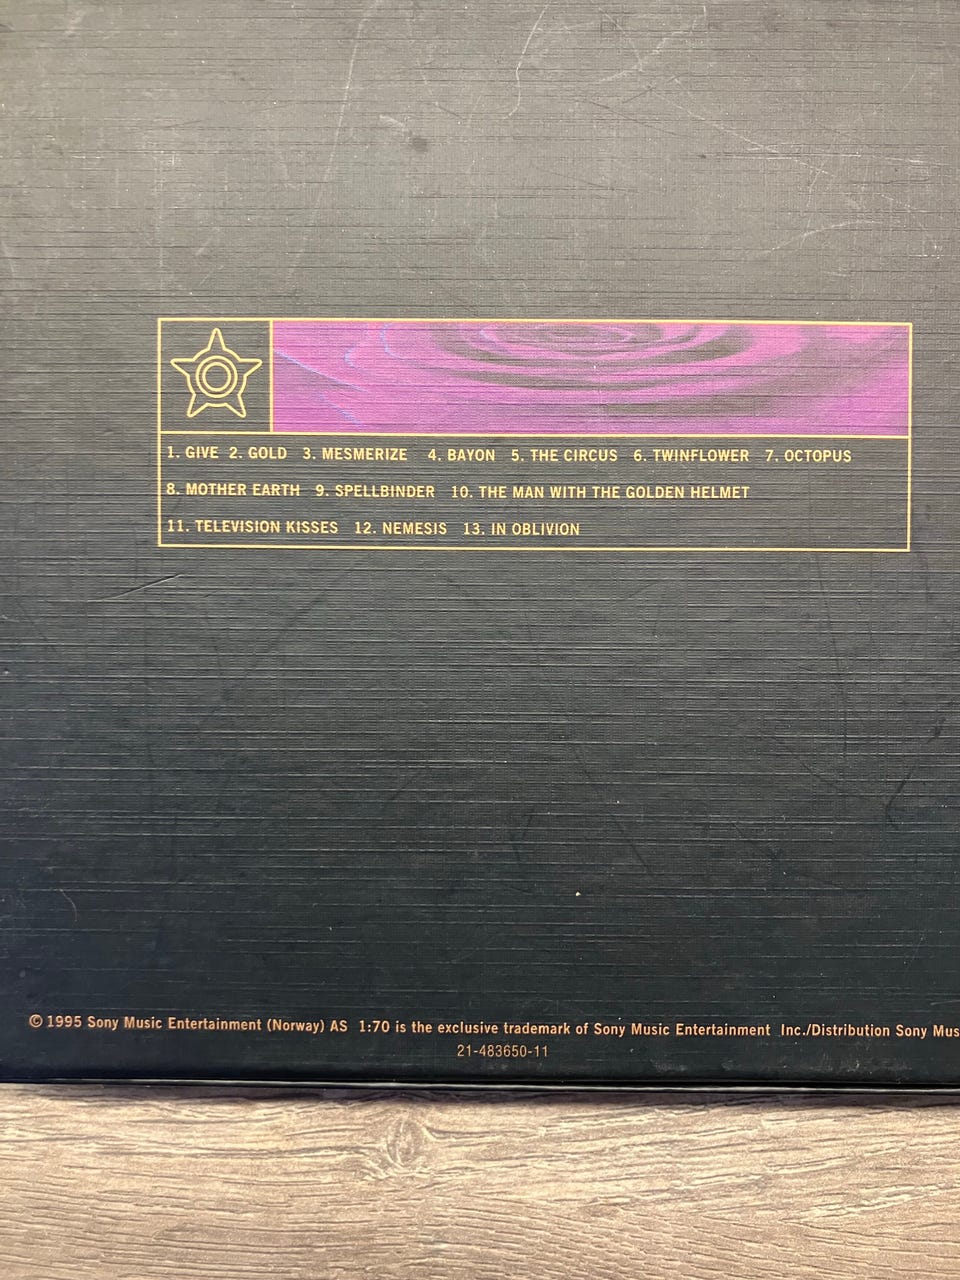 1. GIVE 2. GOLD 3. MESMERIZE 4. BAYON 5. THE CIRCUS 6. TWINFLOWER 7. OCTOPUS
8. MOTHER EARTH 9. SPELLBINDER 10. THE MAN WITH THE GOLDEN HELMET
11. TELEVISION KISSES 12. NEMESIS 13. IN OBLIVION
© 1995 Sony Music Entertainment (Norway) AS 1:70 is the exclusive trademark of Sony Music Entertainment Inc./Distribution Sony Mus
21-483650-11